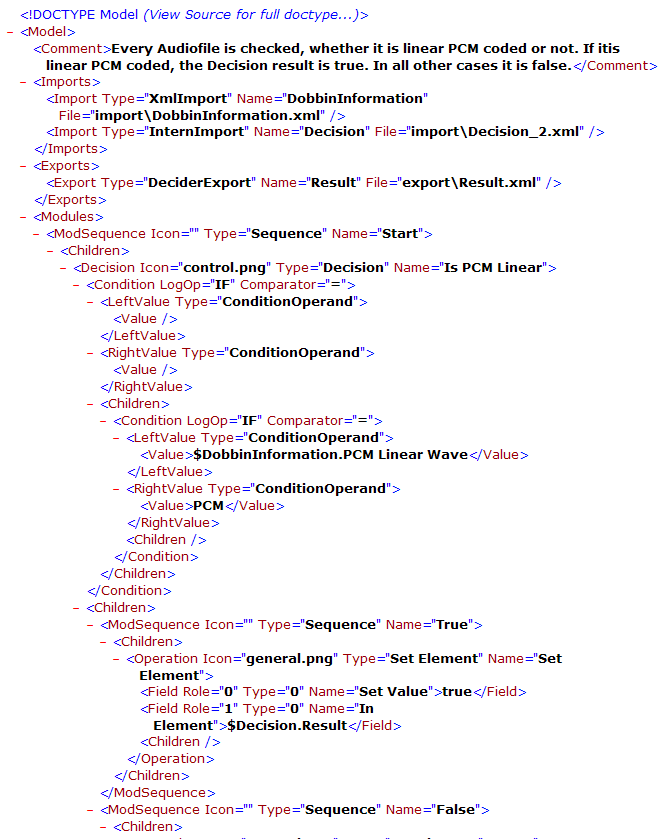 <!DOCTYPE Model (View Source for full doctype...)>
- <Model>
<Comment>Every Audiofile is checked, whether it is linear PCM coded or not. If itis
linear PCM coded, the Decision result is true. In all other cases it is false.</Comment>
- <Imports>
<Import Type="XmlImport" Name="DobbinInformation"
File="import\DobbinInformation.xml" />
<Import Type="InternImport" Name="Decision" File="import\Decision_2.xml" />
</Imports>
- <Exports>
<Export Type="DeciderExport" Name="Result" File="export\Result.xml" />
</Exports>
- <Modules>
- <ModSequence Icon="" Type="Sequence" Name="Start">
- <Children>
- <Decision Icon="control.png" Type="Decision" Name="Is PCM Linear">
- <Condition LogOp="IF" Comparator="=">
- <LeftValue Type="ConditionOperand">
<Value />
</LeftValue>
- <RightValue Type="ConditionOperand">
<Value />
</RightValue>
- <Children>
- <Condition LogOp="IF" Comparator="=">
- <LeftValue Type="ConditionOperand">
<Value>$DobbinInformation.PCM Linear Wave</Value>
</LeftValue>
- <RightValue Type="ConditionOperand">
<Value>PCM</Value>
</RightValue>
<Children />
</Condition>
</Children>
</Condition>
- <Children>
- <ModSequence Icon="" Type="Sequence" Name="True">
- <Children>
- <Operation Icon="general.png" Type="Set Element" Name="Set
Element">
<Field Role="0" Type="0" Name="Set Value">true</Field>
<Field Role="1" Type="0" Name="In
Element">$Decision.Result</Field>
<Children />
</Operation>
</Children>
</ModSequence>
- <ModSequence Icon="" Type="Sequence" Name="False">
- <Children>